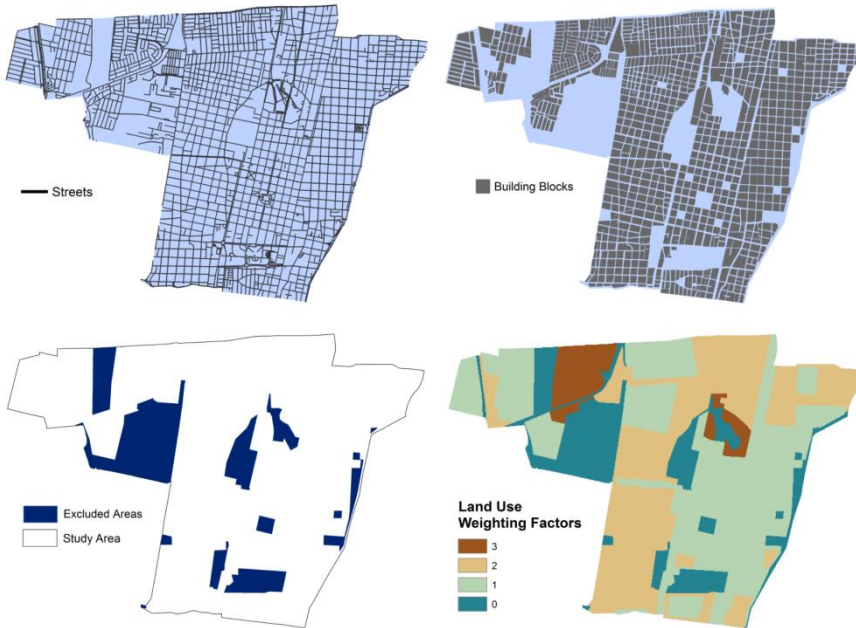 Streets
Building Blocks
Excluded Areas
Study Area
Land Use
Weighting Factors
3
2
1
0